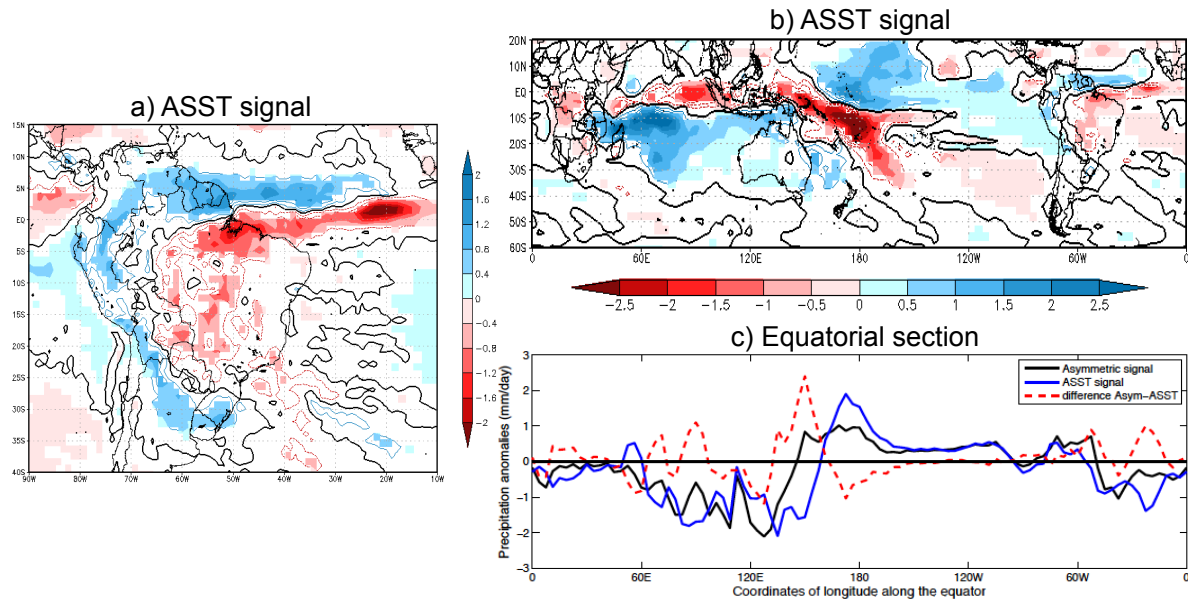 a) ASST signal
15N
10N
5N
EQ
5S
10S
15S
20S
25S
30S
35S
40S
90W 80W 70W 60W 50W 40W 30W 20W 10W
2
1.6
1.2
0.8
0.4
0
−0.4
−0.8
−1.2
−1.6
−2
b) ASST signal
20N
10N
EQ
10S
20S
30S
40S
50S
60S
0 60E 120E 180 120W 60W 0
−2.5 −2 −1.5 −1 −0.5 0 0.5 1 1.5 2 2.5
c) Equatorial section
Precipitation anomalies (mm/day)
3
2
1
0
−1
−2
−3
Asymmetric signal
ASST signal
difference Asym−ASST
0 60E 120E 180 120W 60W 0
Coordinates of longitude along the equator